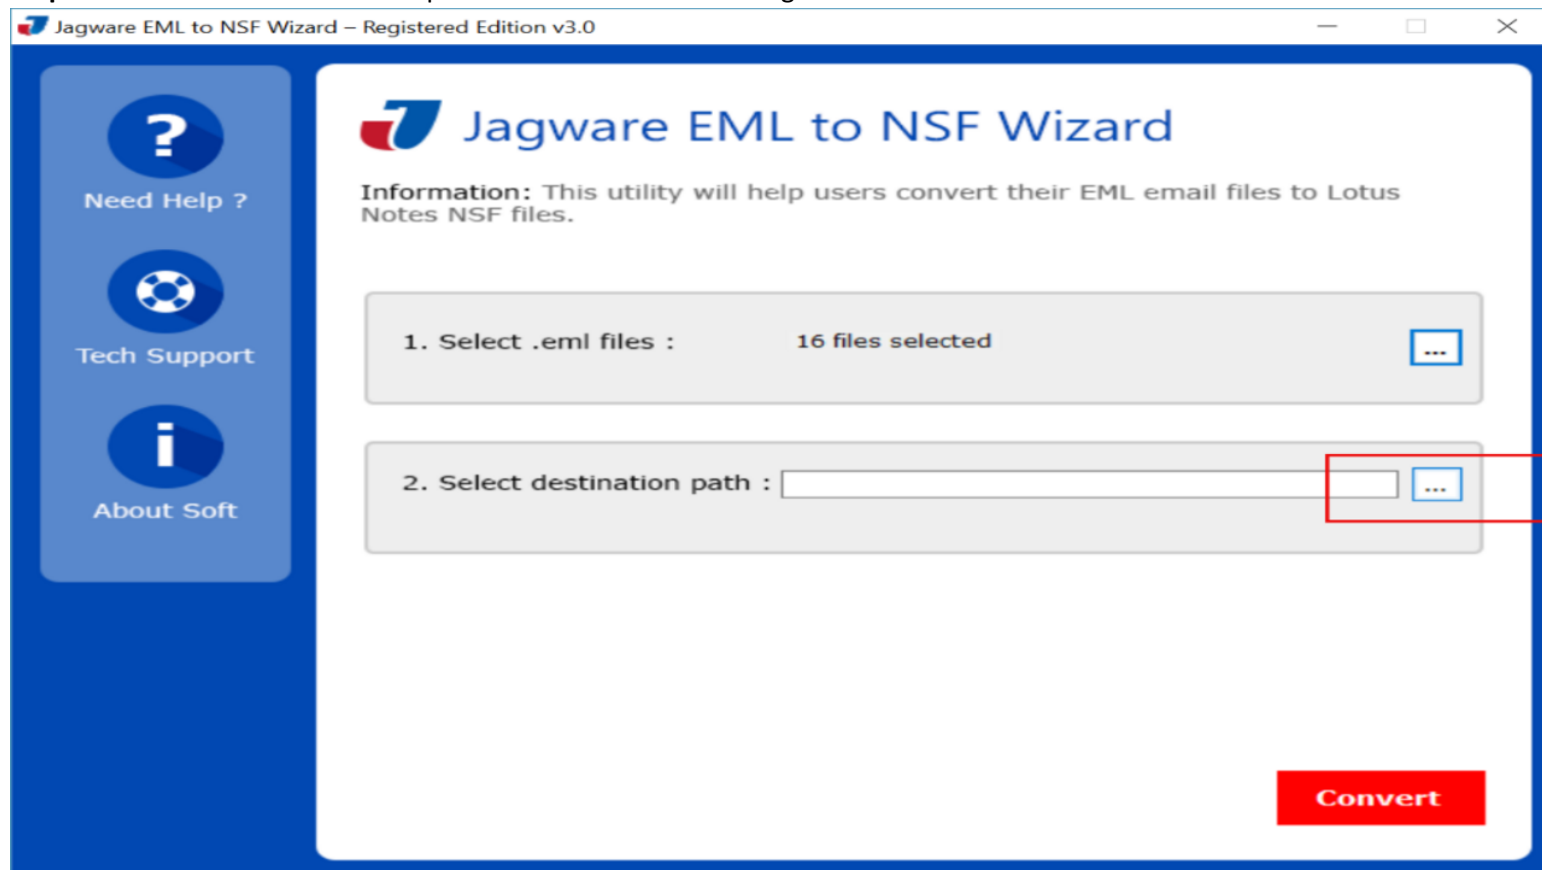 Jagware EML to NSF Wizard – Registered Edition v3.0
Need Help ?
Tech Support
About Soft
Jagware EML to NSF Wizard
Information: This utility will help users convert their EML email files to Lotus
Notes NSF files.
1. Select .eml files : 16 files selected ...
2. Select destination path : ...
Convert